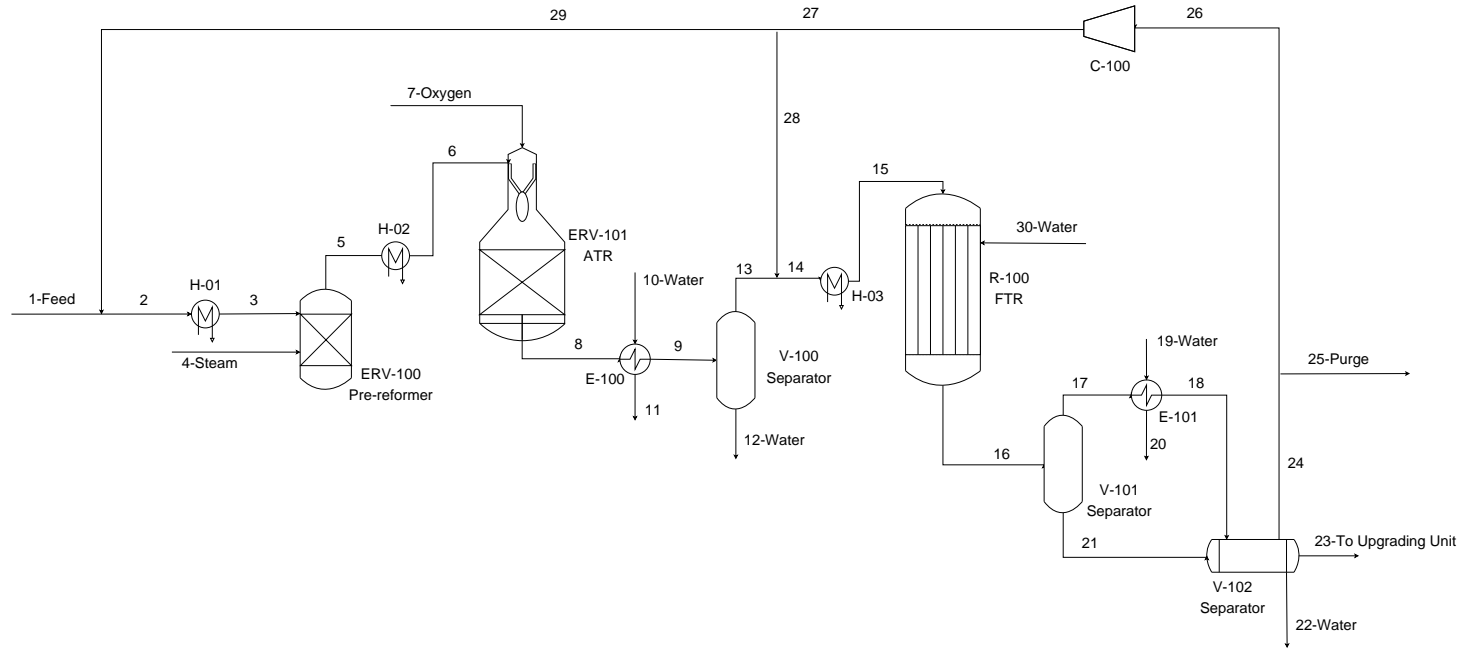 29
27
26
C-100
7-Oxygen
28
6
15
H-02
5
ERV-101
ATR
30-Water
13
14
10-Water
R-100
FTR
H-01
H-03
1-Feed
2
3
8
9
V-100
Separator
19-Water
4-Steam
25-Purge
ERV-100
Pre-reformer
E-100
17
18
11
E-101
12-Water
20
16
24
V-101
Separator
21
23-To Upgrading Unit
V-102
Separator
22-Water